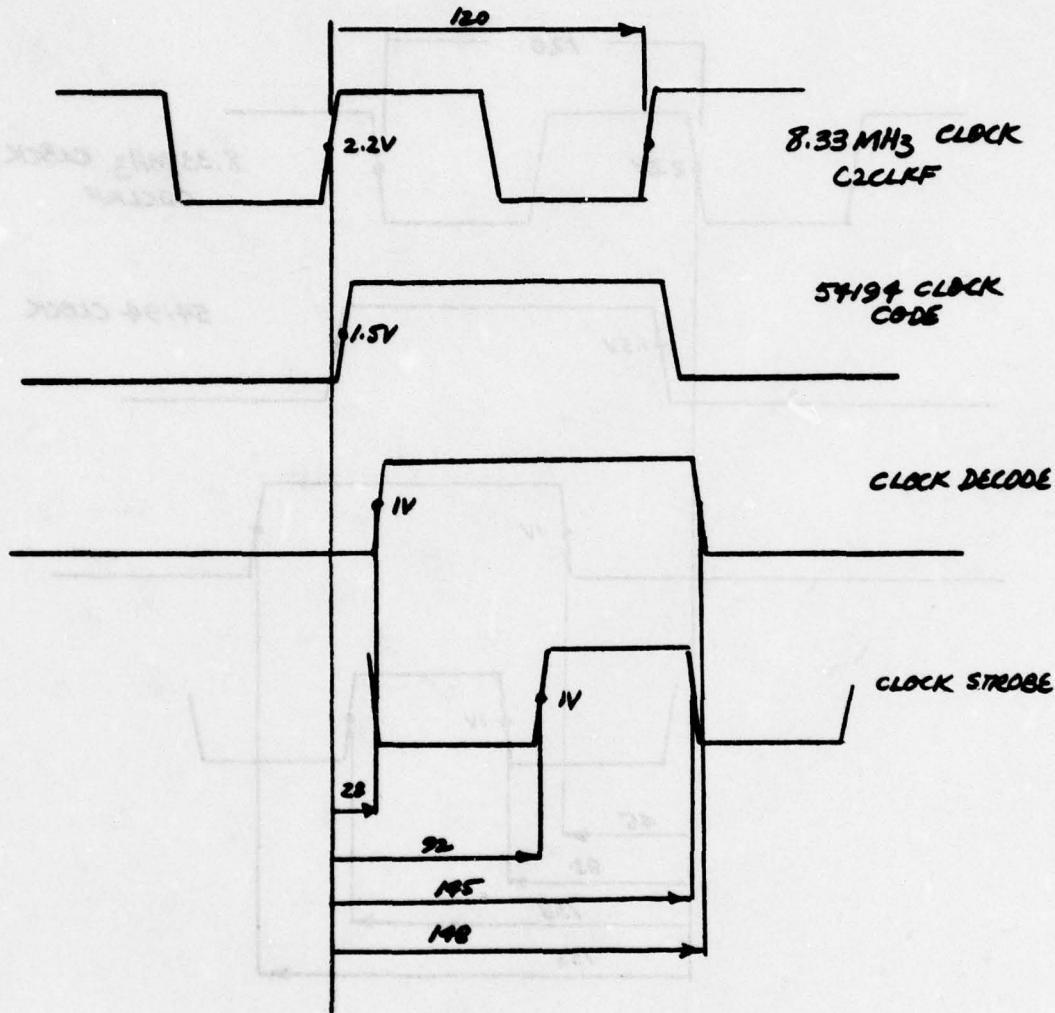 120
2.2V
8.33 MHz CLOCK
C2CLKF
54194 CLOCK
CODE
1.5V
CLOCK DECODE
1V
CLOCK STROBE
1V
28
92
145
148